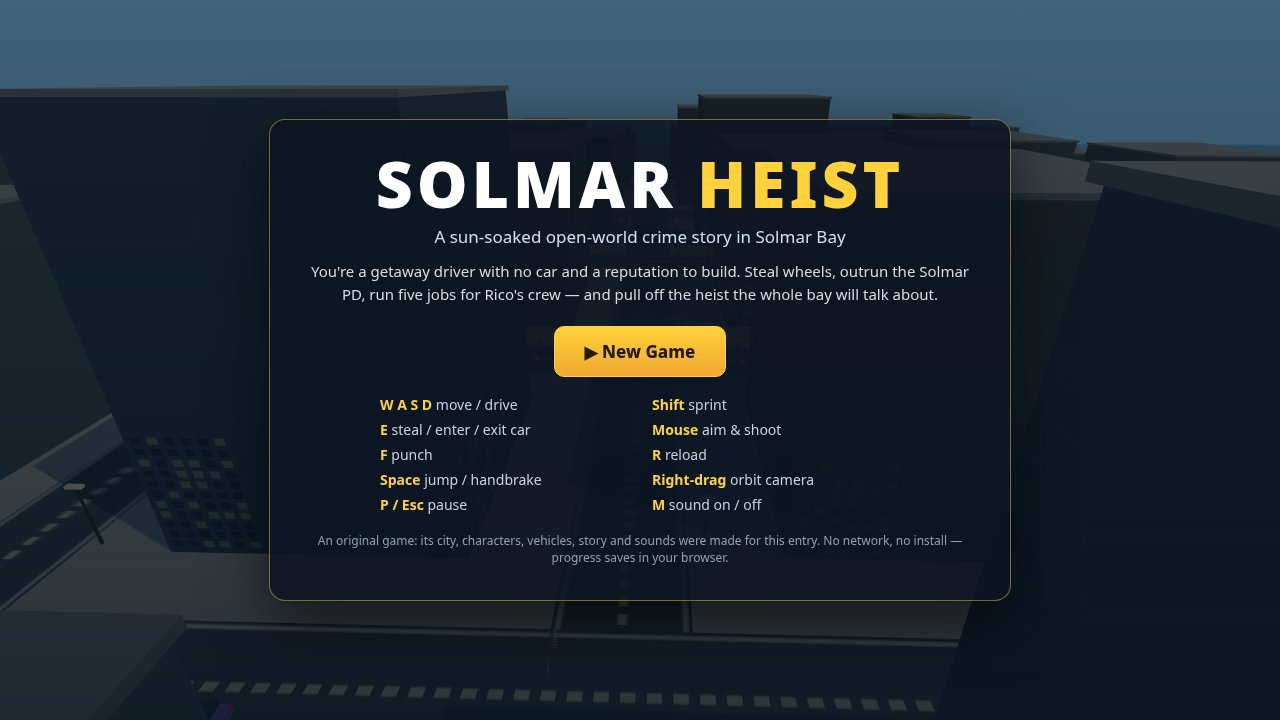 SOLMAR HEIST
A sun-soaked open-world crime story in Solmar Bay
You're a getaway driver with no car and a reputation to build. Steal wheels, outrun the Solmar
PD, run five jobs for Rico's crew — and pull off the heist the whole bay will talk about.
▶ New Game
W A S D move / drive
Shift sprint
E steal / enter / exit car
Mouse aim & shoot
F punch
R reload
Space jump / handbrake
Right-drag orbit camera
P / Esc pause
M sound on / off
An original game: its city, characters, vehicles, story and sounds were made for this entry. No network, no install —
progress saves in your browser.